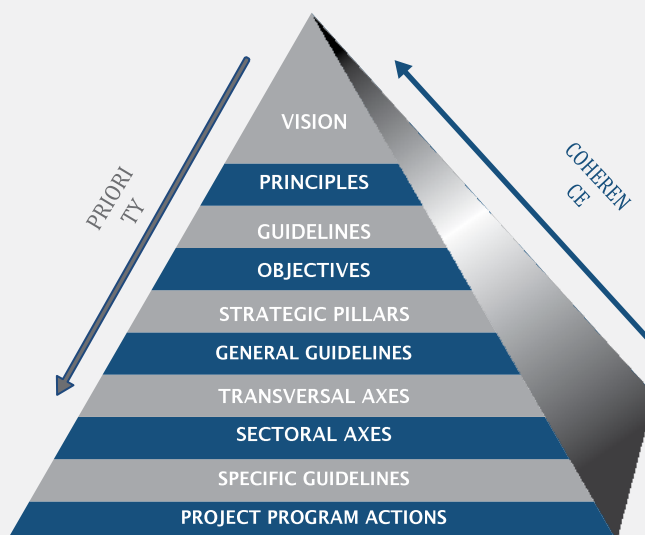 VISION
PRINCIPLES
GUIDELINES
OBJECTIVES
STRATEGIC PILLARS
GENERAL GUIDELINES
TRANSVERSAL AXES
SECTORAL AXES
SPECIFIC GUIDELINES
PROJECT PROGRAM ACTIONS
PRIORI
TY
COHEREN
CE